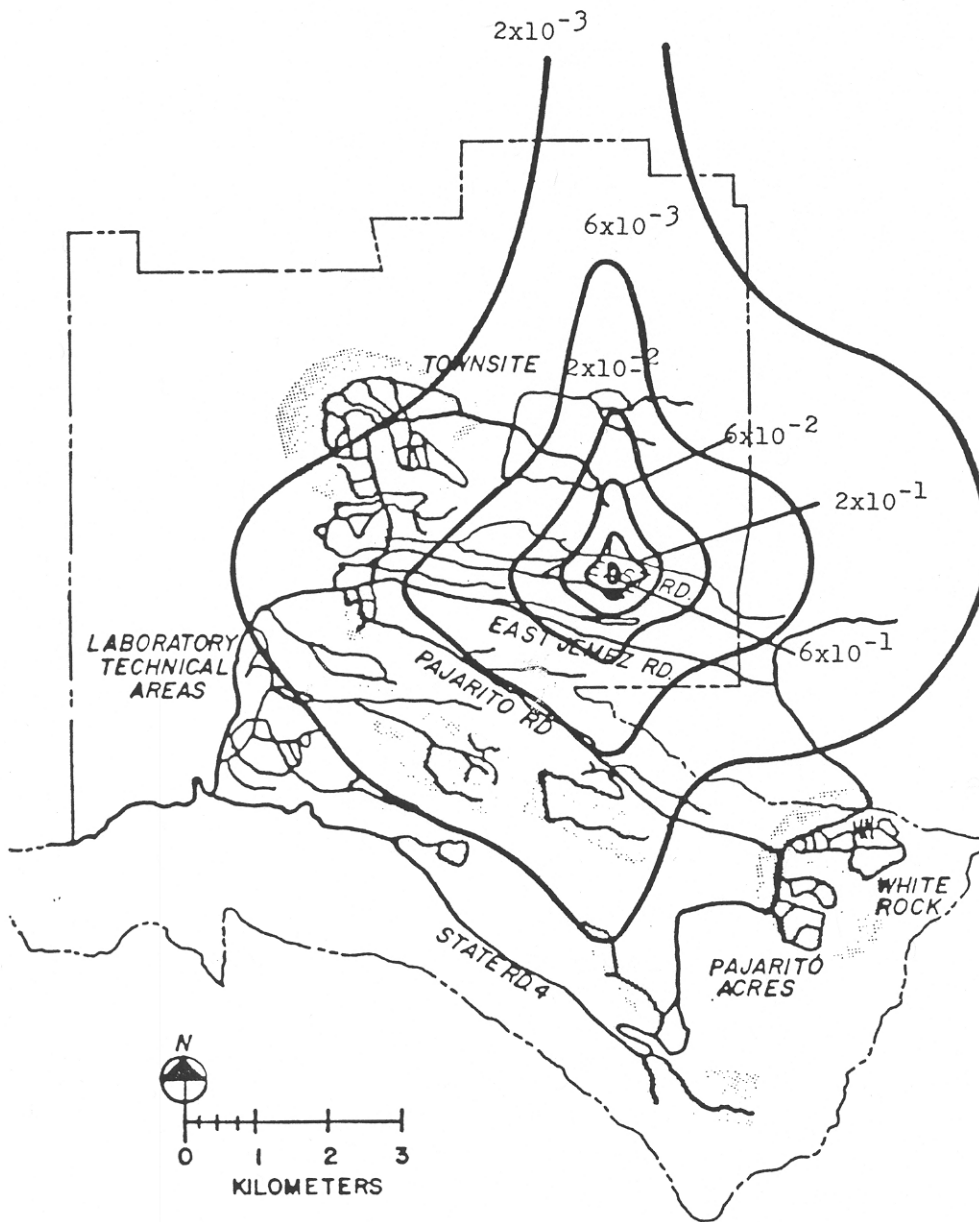 2x10⁻³
6x10⁻³
TOWNSITE
2x10⁻²
6x10⁻²
2x10⁻¹
RD.
EAST JEMEZ RD.
6x10⁻¹
LABORATORY
TECHNICAL
AREAS
PAJARITO RD
WHITE
ROCK
STATE RD. 4
PAJARITO
ACRES
N
0 1 2 3
KILOMETERS